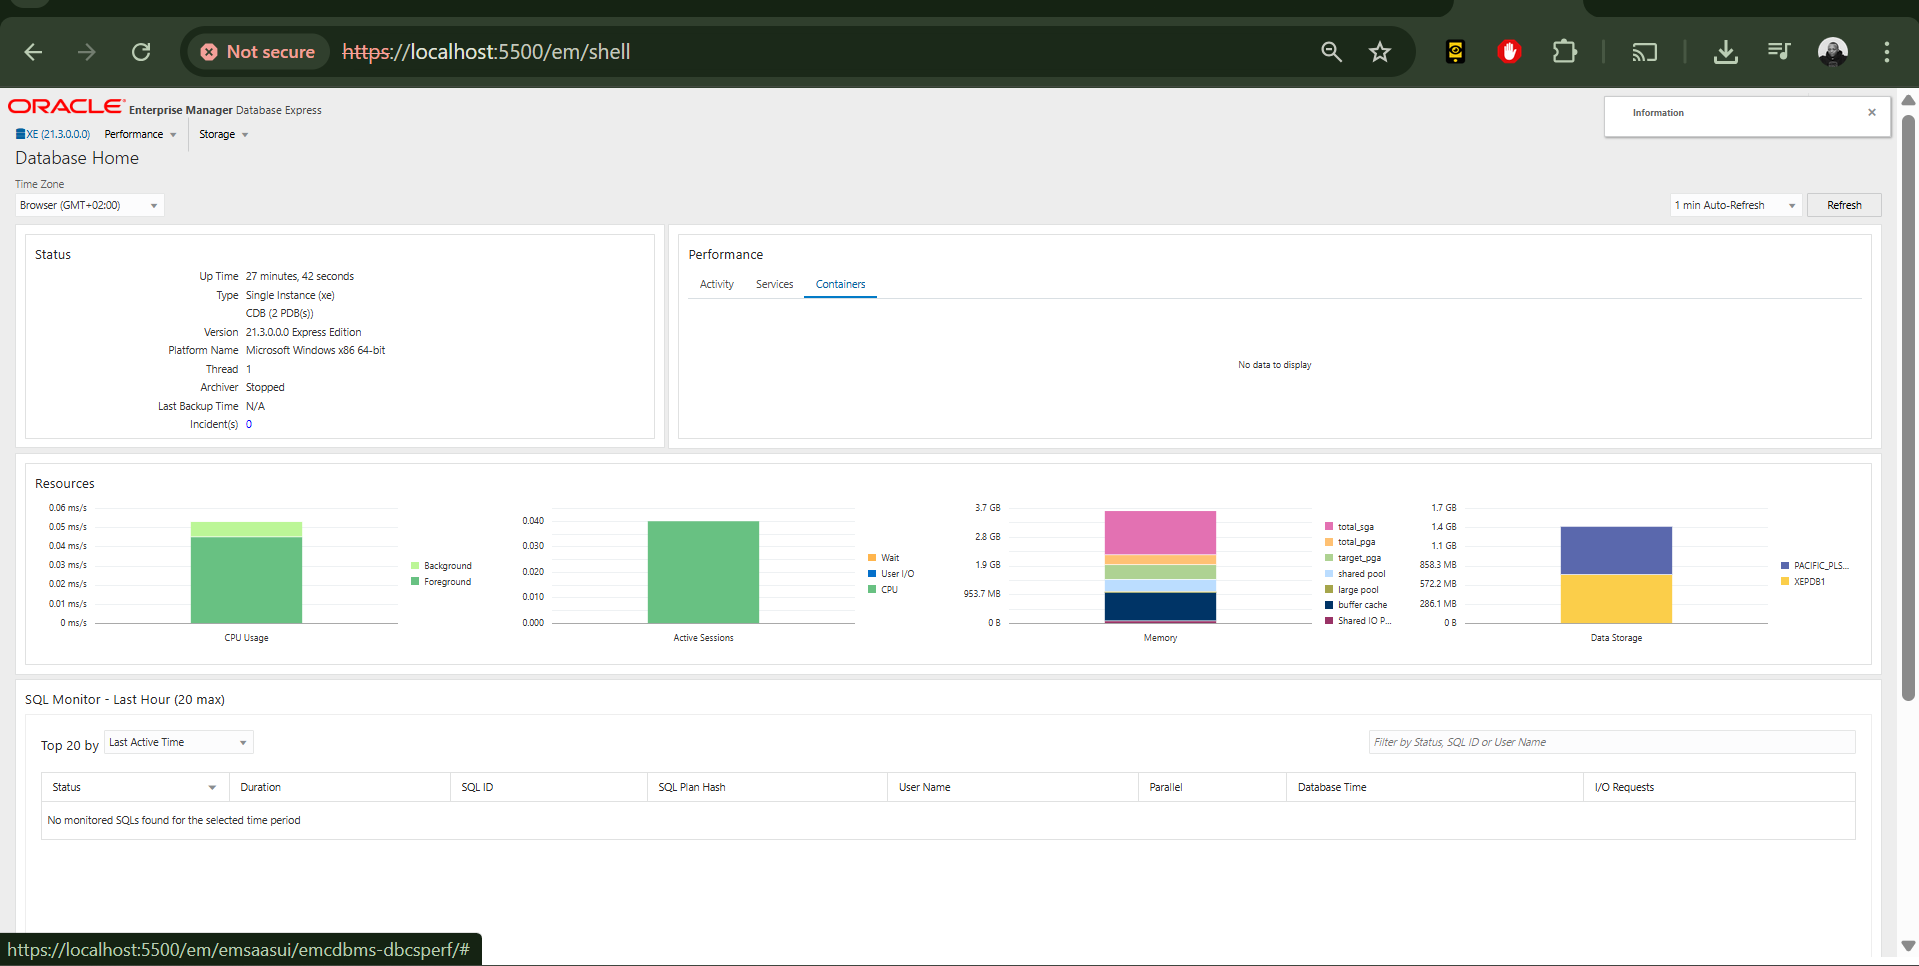 Not secure https://localhost:5500/em/shell
ORACLE Enterprise Manager Database Express
Information
XE (21.3.0.0.0) Performance Storage
Database Home
Time Zone
Browser (GMT+02:00) 1 min Auto-Refresh Refresh
Status
Up Time 27 minutes, 42 seconds
Type Single Instance (xe)
CDB (2 PDB(s))
Version 21.3.0.0.0 Express Edition
Platform Name Microsoft Windows x86 64-bit
Thread 1
Archiver Stopped
Last Backup Time N/A
Incident(s) 0
Performance
Activity Services Containers
No data to display
Resources
0.06 ms/s
0.05 ms/s
0.04 ms/s
0.03 ms/s
0.02 ms/s
0.01 ms/s
0 ms/s
Background
Foreground
CPU Usage
0.040
0.030
0.020
0.010
0.000
Wait
User I/O
CPU
Active Sessions
3.7 GB
2.8 GB
1.9 GB
953.7 MB
0 B
total_sga
total_pga
target_pga
shared pool
large pool
buffer cache
Shared IO P...
Memory
1.7 GB
1.4 GB
1.1 GB
858.3 MB
572.2 MB
286.1 MB
0 B
PACIFIC_PLS...
XEPDB1
Data Storage
SQL Monitor - Last Hour (20 max)
Top 20 by Last Active Time Filter by Status, SQL ID or User Name
Status Duration SQL ID SQL Plan Hash User Name Parallel Database Time I/O Requests
No monitored SQLs found for the selected time period
https://localhost:5500/em/emsaasui/emcdbms-dbcsperf/#